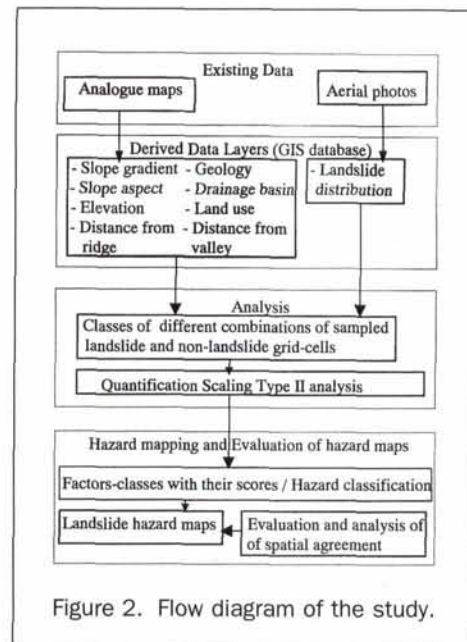 Existing Data
Analogue maps
Aerial photos
Derived Data Layers (GIS database)
- Slope gradient - Geology
- Slope aspect - Drainage basin
- Elevation - Land use
- Distance from - Distance from
ridge valley
- Landslide
distribution
Analysis
Classes of different combinations of sampled
landslide and non-landslide grid-cells
Quantification Scaling Type II analysis
Hazard mapping and Evaluation of hazard maps
Factors-classes with their scores / Hazard classification
Landslide hazard maps
Evaluation and analysis of
of spatial agreement
Figure 2. Flow diagram of the study.